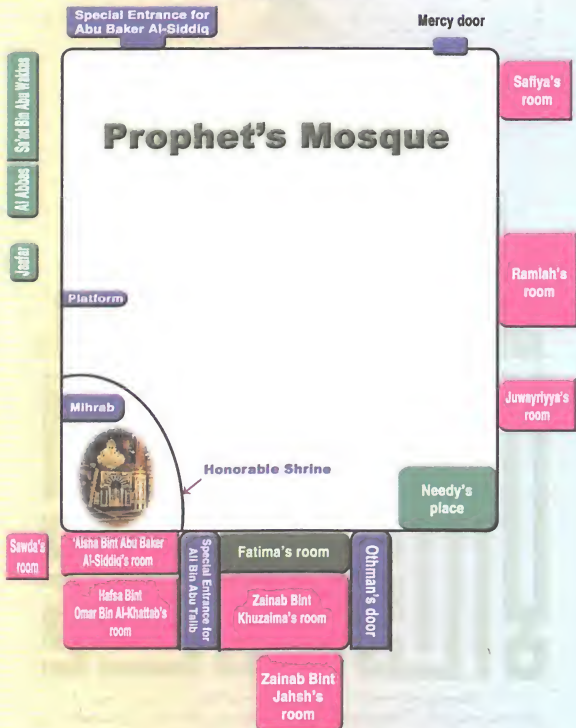 Special Entrance for
Abu Baker Al-Siddiq
Mercy door
Sa'ad Bin Abu Wakkas
Al Abbas
Jaafar
Prophet's Mosque
Safiya's
room
Ramlah's
room
Juwayriyya's
room
Platform
Mihrab
Honorable Shrine
Needy's
place
Sawda's
room
'Aisha Bint Abu Baker
Al-Siddiq's room
Hafsa Bint
Omar Bin Al-Khattab's
room
Special Entrance for
Ali Bin Abu Talib
Fatima's room
Zainab Bint
Khuzaima's room
Othman's door
Zainab Bint
Jahsh's
room